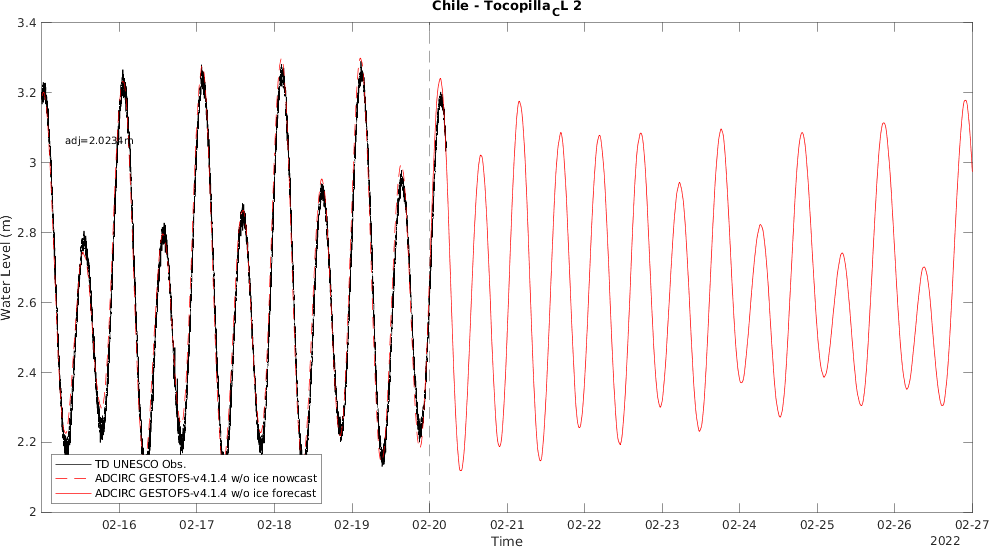 Chile - Tocopilla_CL 2
3.4
3.2
3
2.8
2.6
2.4
2.2
2
Water Level (m)
adj=2.0234m
TD UNESCO Obs.
ADCIRC GESTOFS-v4.1.4 w/o ice nowcast
ADCIRC GESTOFS-v4.1.4 w/o ice forecast
02-16 02-17 02-18 02-19 02-20 02-21 02-22 02-23 02-24 02-25 02-26 02-27
Time
2022